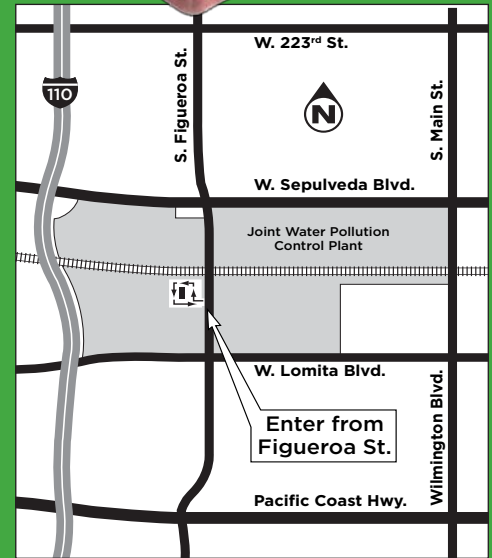 W. 223rd St.
110
S. Figueroa St.
N
S. Main St.
W. Sepulveda Blvd.
Joint Water Pollution
Control Plant
W. Lomita Blvd.
Enter from
Figueroa St.
Wilmington Blvd.
Pacific Coast Hwy.